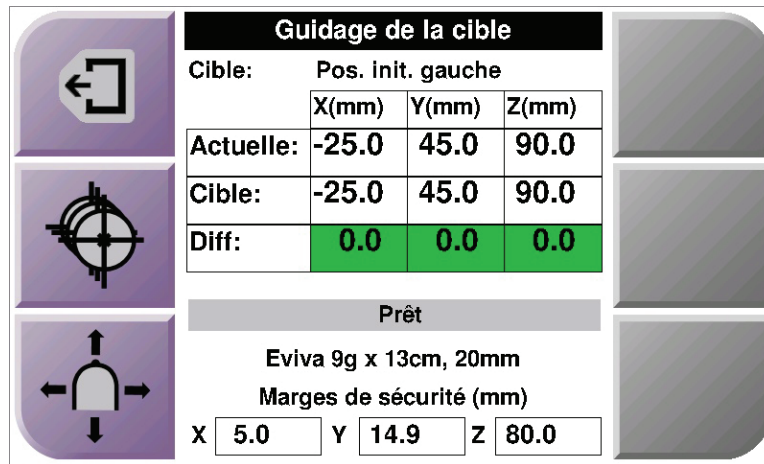 Guidage de la cible
Cible: Pos. init. gauche
X(mm) Y(mm) Z(mm)
Actuelle: -25.0 45.0 90.0
Cible: -25.0 45.0 90.0
Diff: 0.0 0.0 0.0
Prêt
Eviva 9g x 13cm, 20mm
Marges de sécurité (mm)
X 5.0 Y 14.9 Z 80.0